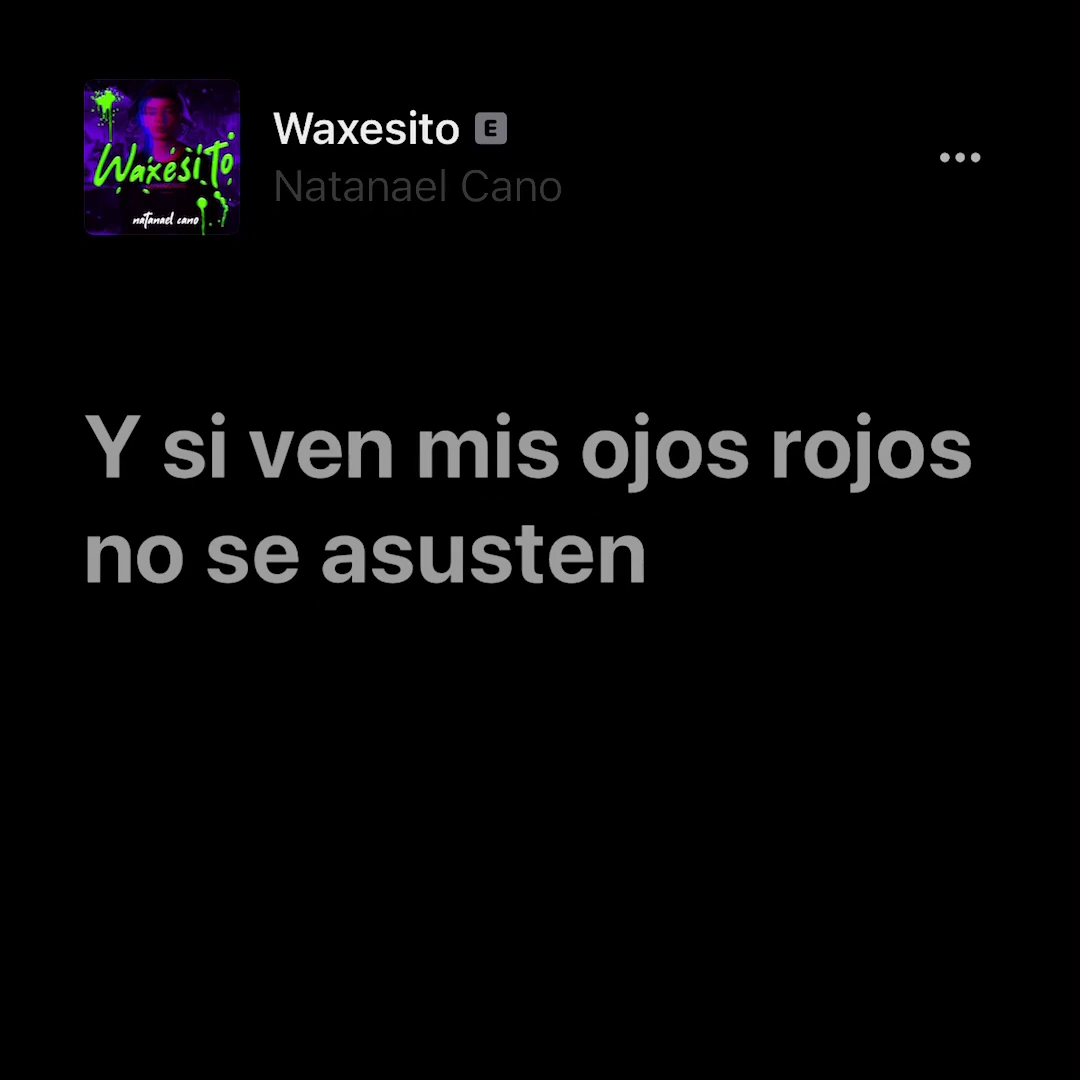 Waxesito
natanael cano
Waxesito E
Natanael Cano
Y si ven mis ojos rojos
no se asusten